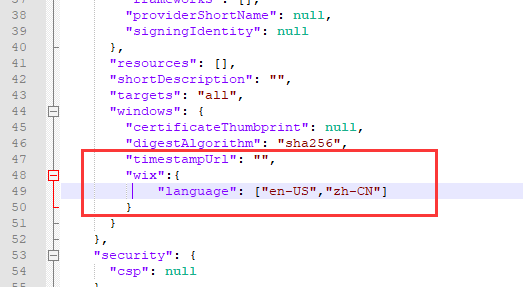 37 "frameworks": [],
38 "providerShortName": null,
39 "signingIdentity": null
40 },
41 "resources": [],
42 "shortDescription": "",
43 "targets": "all",
44 "windows": {
45 "certificateThumbprint": null,
46 "digestAlgorithm": "sha256",
47 "timestampUrl": "",
48 "wix":{
49 "language": ["en-US","zh-CN"]
50 }
51 }
52 },
53 "security": {
54 "csp": null